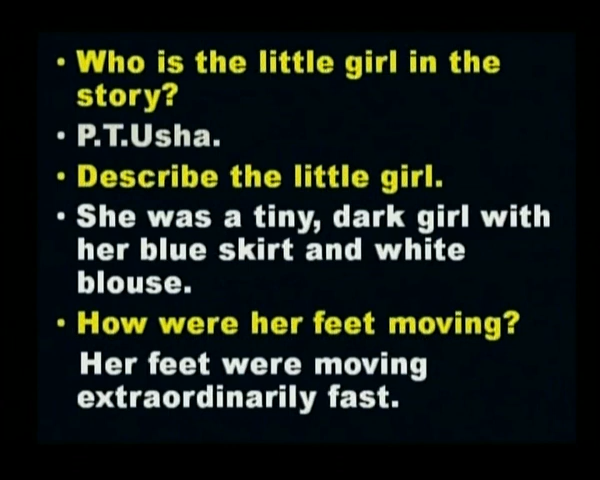 • Who is the little girl in the
story?
• P.T.Usha.
• Describe the little girl.
• She was a tiny, dark girl with
her blue skirt and white
blouse.
• How were her feet moving?
Her feet were moving
extraordinarily fast.